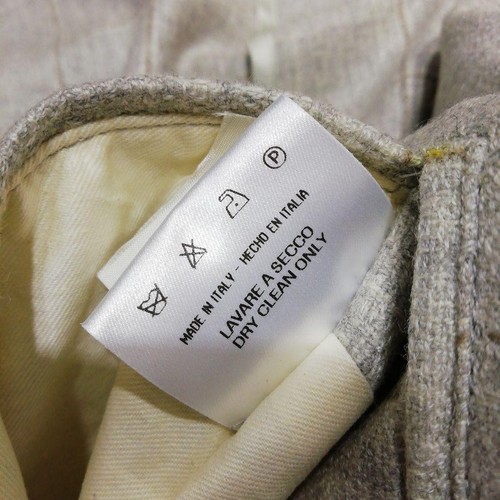 P
MADE IN ITALY - HECHO EN ITALIA
LAVARE A SECCO
DRY CLEAN ONLY